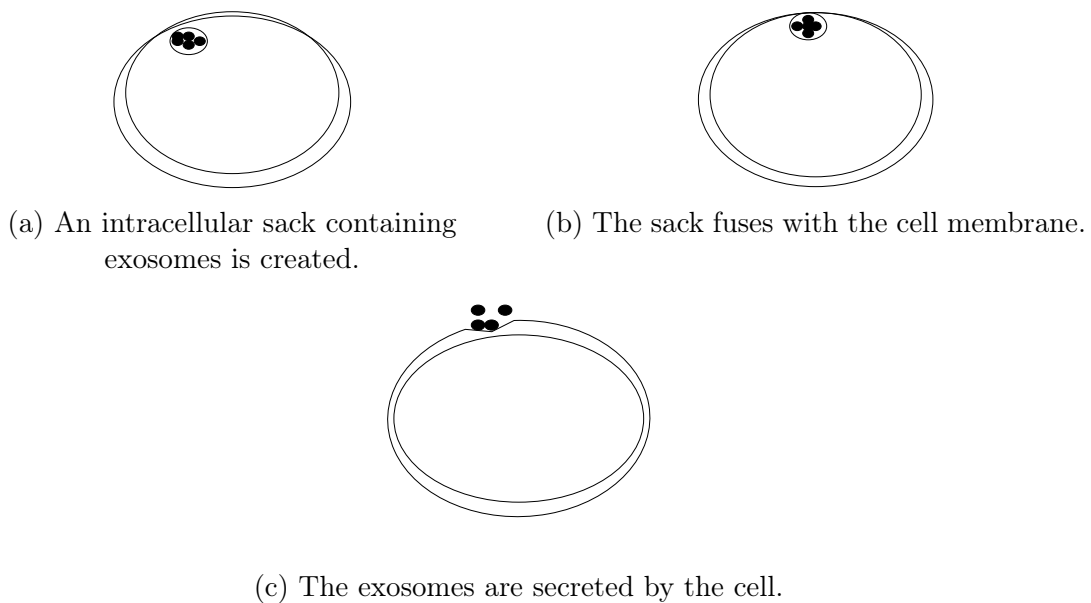 (a) An intracellular sack containing
exosomes is created.
(b) The sack fuses with the cell membrane.
(c) The exosomes are secreted by the cell.